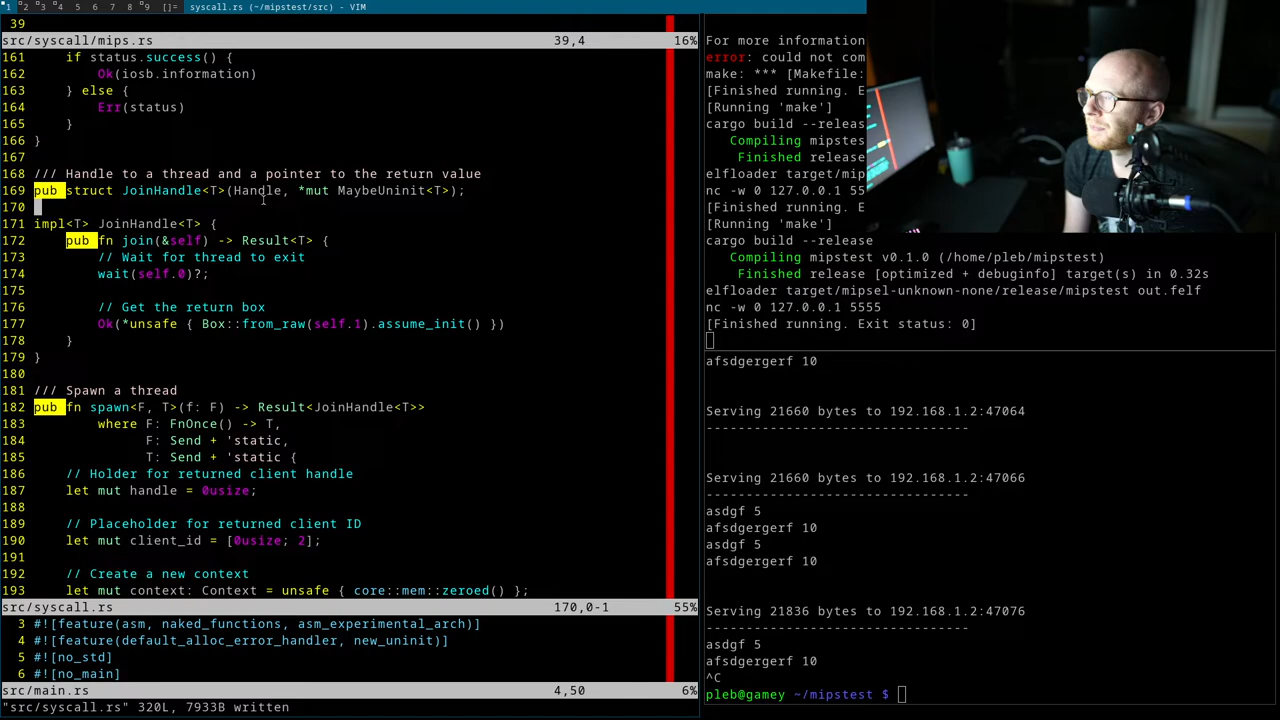 1 2 3 4 5 6 7 8 9 []= syscall.rs (~/mipstest/src) - VIM
39
src/syscall/mips.rs 39,4 16%
161 if status.success() {
162 Ok(iosb.information)
163 } else {
164 Err(status)
165 }
166 }
167
168 /// Handle to a thread and a pointer to the return value
169 pub struct JoinHandle<T>(Handle, *mut MaybeUninit<T>);
170
171 impl<T> JoinHandle<T> {
172 pub fn join(&self) -> Result<T> {
173 // Wait for thread to exit
174 wait(self.0)?;
175
176 // Get the return box
177 Ok(*unsafe { Box::from_raw(self.1).assume_init() })
178 }
179 }
180
181 /// Spawn a thread
182 pub fn spawn<F, T>(f: F) -> Result<JoinHandle<T>>
183 where F: FnOnce() -> T,
184 F: Send + 'static,
185 T: Send + 'static {
186 // Holder for returned client handle
187 let mut handle = 0usize;
188
189 // Placeholder for returned client ID
190 let mut client_id = [0usize; 2];
191
192 // Create a new context
193 let mut context: Context = unsafe { core::mem::zeroed() };
src/syscall.rs 170,0-1 55%
3 #![feature(asm, naked_functions, asm_experimental_arch)]
4 #![feature(default_alloc_error_handler, new_uninit)]
5 #![no_std]
6 #![no_main]
src/main.rs 4,50 6%
"src/syscall.rs" 320L, 7933B written
For more information
error: could not com
make: *** [Makefile:
[Finished running. E
[Running 'make']
cargo build --releas
Compiling mipstes
Finished release
elfloader target/mip
nc -w 0 127.0.0.1 55
[Finished running. E
[Running 'make']
cargo build --release
Compiling mipstest v0.1.0 (/home/pleb/mipstest)
Finished release [optimized + debuginfo] target(s) in 0.32s
elfloader target/mipsel-unknown-none/release/mipstest out.felf
nc -w 0 127.0.0.1 5555
[Finished running. Exit status: 0]
afsdgergerf 10
Serving 21660 bytes to 192.168.1.2:47064
---------------------------------
Serving 21660 bytes to 192.168.1.2:47066
---------------------------------
asdgf 5
afsdgergerf 10
asdgf 5
afsdgergerf 10
Serving 21836 bytes to 192.168.1.2:47076
---------------------------------
asdgf 5
afsdgergerf 10
^C
pleb@gamey ~/mipstest $